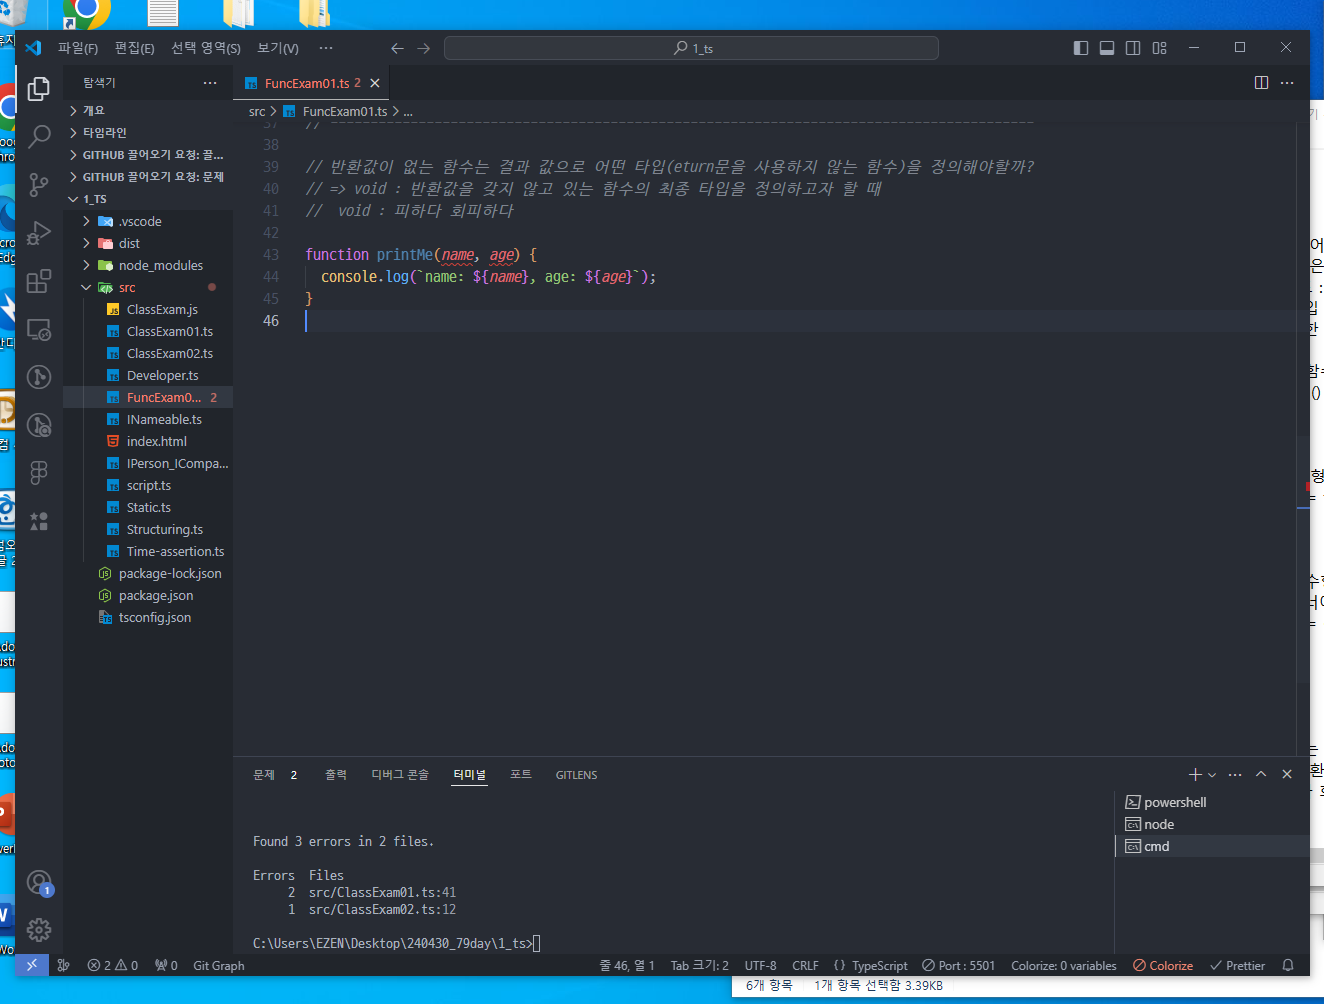 파일(F) 편집(E) 선택 영역(S) 보기(V) ··· 1_ts
탐색기
FuncExam01.ts 2
src > FuncExam01.ts > ...
개요
타임라인
GITHUB 끌어오기 요청: 끌...
GITHUB 끌어오기 요청: 문제
1_TS
.vscode
dist
node_modules
src
ClassExam.js
ClassExam01.ts
ClassExam02.ts
Developer.ts
FuncExam0... 2
INameable.ts
index.html
IPerson_ICompa...
script.ts
Static.ts
Structuring.ts
Time-assertion.ts
package-lock.json
package.json
tsconfig.json
38
39 // 반환값이 없는 함수는 결과 값으로 어떤 타입(eturn문을 사용하지 않는 함수)을 정의해야할까?
40 // => void : 반환값을 갖지 않고 있는 함수의 최종 타입을 정의하고자 할 때
41 //  void : 피하다 회피하다
42
43 function printMe(name, age) {
44   console.log(`name: ${name}, age: ${age}`);
45 }
46
문제 2 출력 디버그 콘솔 터미널 포트 GITLENS
powershell
node
cmd
Found 3 errors in 2 files.
Errors  Files
     2  src/ClassExam01.ts:41
     1  src/ClassExam02.ts:12
C:\Users\EZEN\Desktop\240430_79day\1_ts>
1
2 0 0 Git Graph 줄 46, 열 1 Tab 크기: 2 UTF-8 CRLF {} TypeScript Port : 5501 Colorize: 0 variables Colorize Prettier
6개 항목 1개 항목 선택함 3.39KB